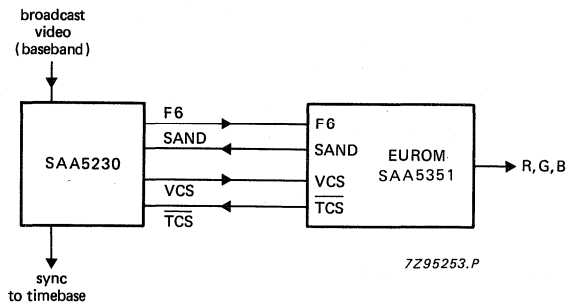 broadcast
video
(baseband)
SAA5230
F6
SAND
VCS
TCS
F6
SAND
VCS
TCS
EUROM
SAA5351
R, G, B
sync
to timebase
7Z95253.P